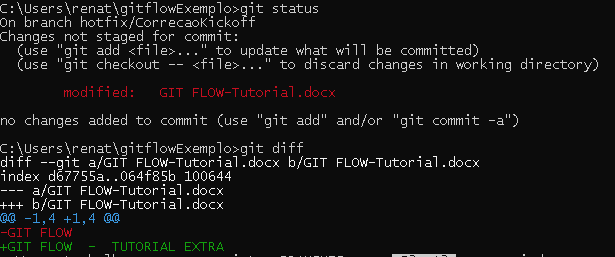 C:\Users\renat\gitflowExemplo>git status
On branch hotfix/CorrecaoKickoff
Changes not staged for commit:
  (use "git add <file>..." to update what will be committed)
  (use "git checkout -- <file>..." to discard changes in working directory)

        modified:   GIT FLOW-Tutorial.docx

no changes added to commit (use "git add" and/or "git commit -a")

C:\Users\renat\gitflowExemplo>git diff
diff --git a/GIT FLOW-Tutorial.docx b/GIT FLOW-Tutorial.docx
index d67755a..064f85b 100644
--- a/GIT FLOW-Tutorial.docx
+++ b/GIT FLOW-Tutorial.docx
@@ -1,4 +1,4 @@
-GIT FLOW
+GIT FLOW  -  TUTORIAL EXTRA